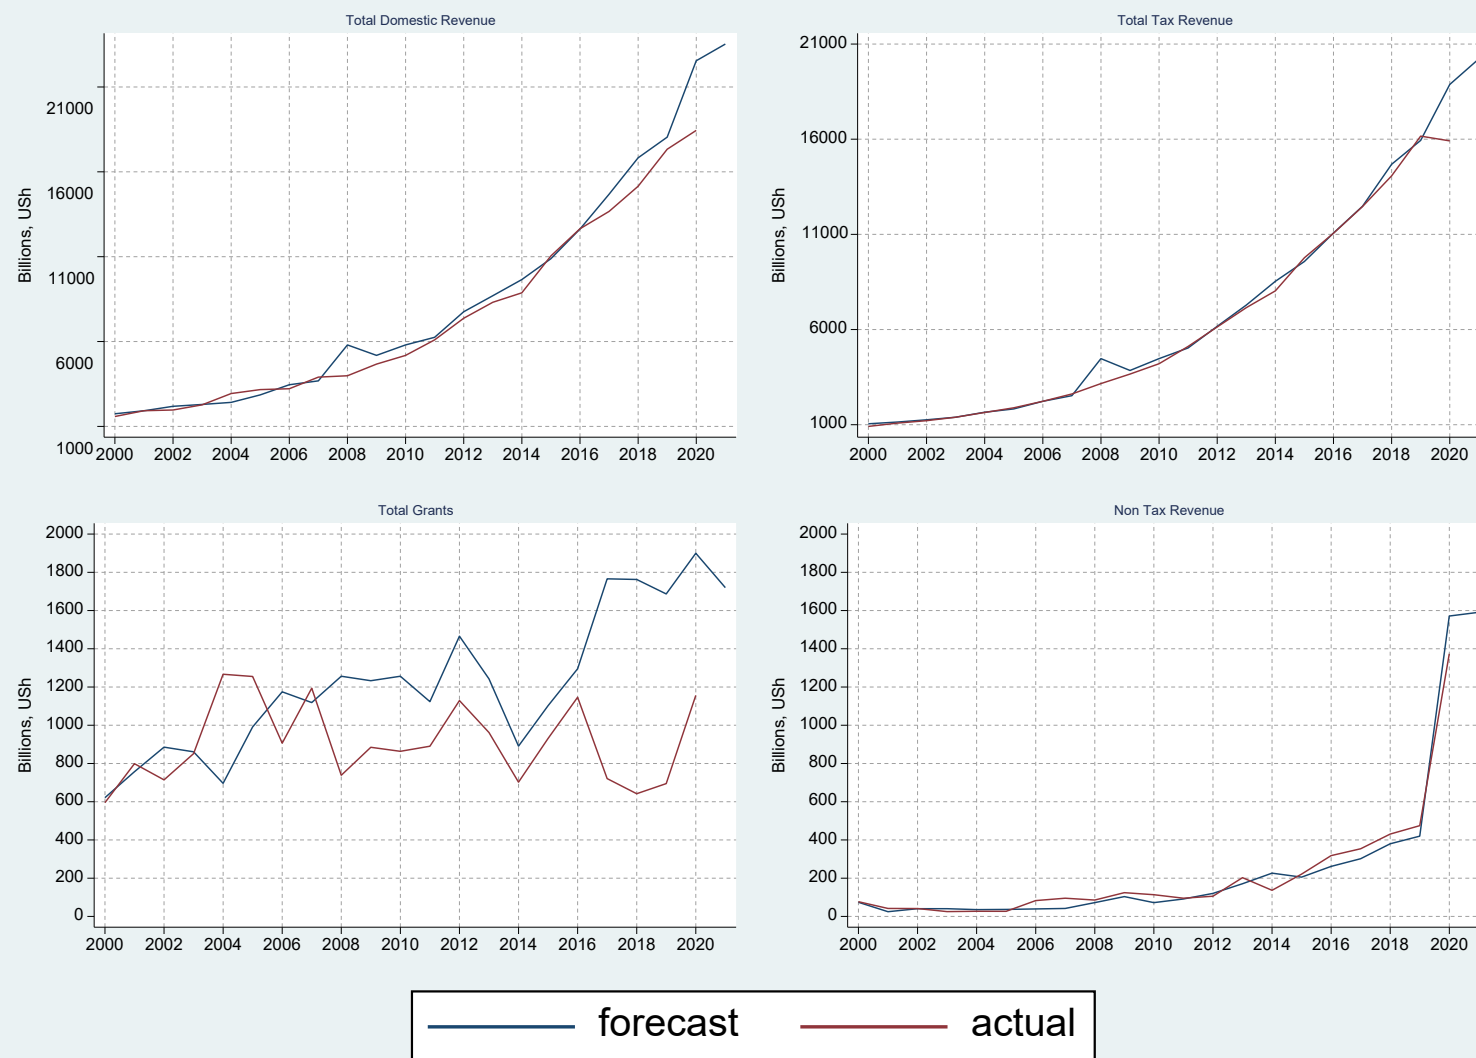 Total Domestic Revenue
Billions, USh
21000
16000
11000
6000
1000
2000 2002 2004 2006 2008 2010 2012 2014 2016 2018 2020
Total Tax Revenue
Billions, USh
21000
16000
11000
6000
1000
2000 2002 2004 2006 2008 2010 2012 2014 2016 2018 2020
Total Grants
Billions, USh
2000
1800
1600
1400
1200
1000
800
600
400
200
0
2000 2002 2004 2006 2008 2010 2012 2014 2016 2018 2020
Non Tax Revenue
Billions, USh
2000
1800
1600
1400
1200
1000
800
600
400
200
0
2000 2002 2004 2006 2008 2010 2012 2014 2016 2018 2020
forecast actual